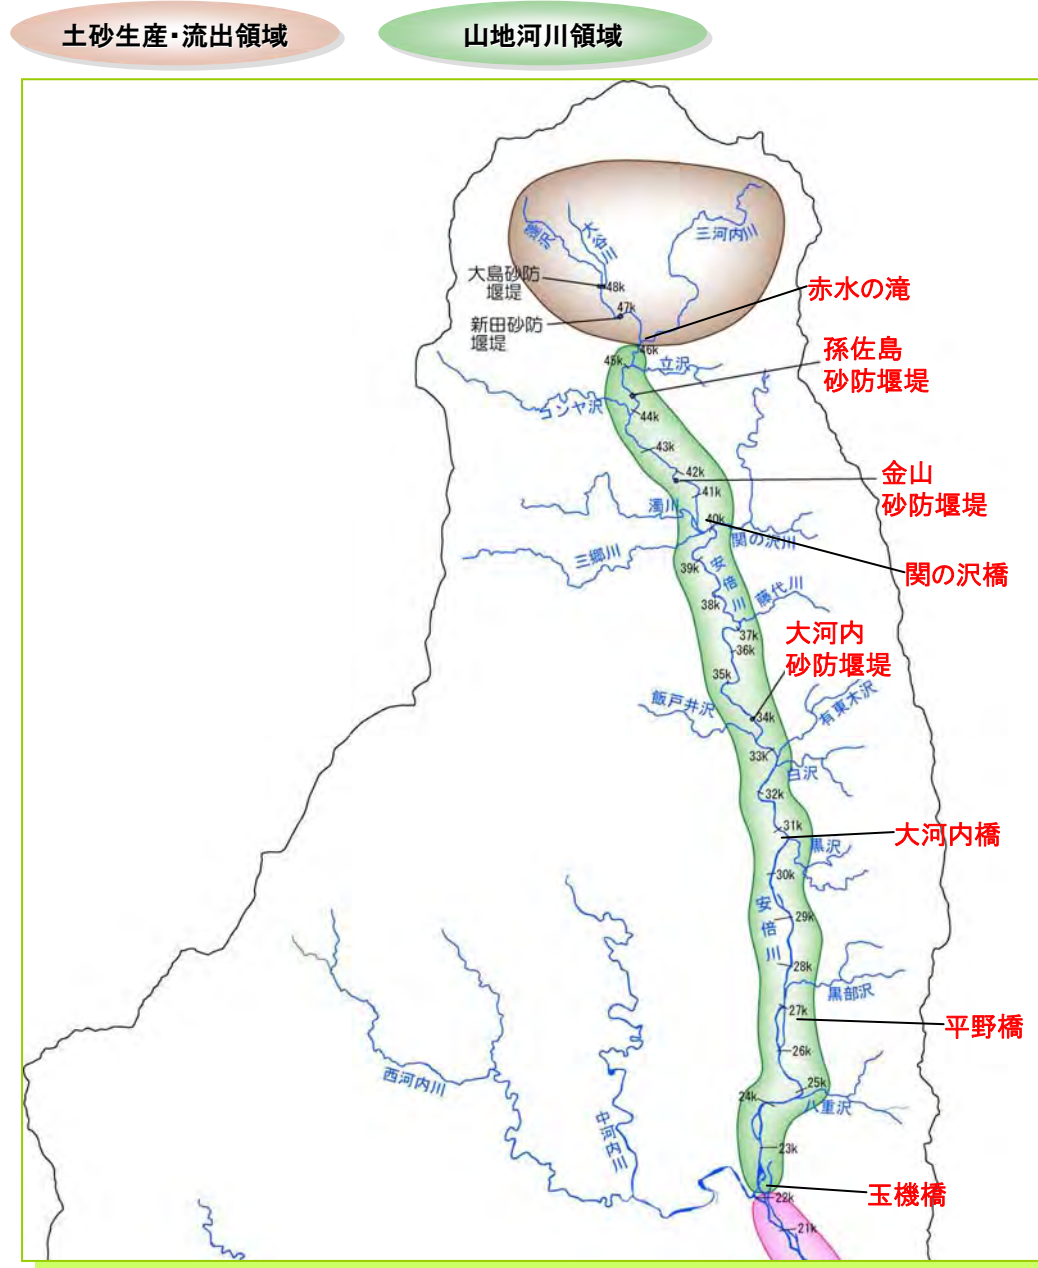 土砂生産・流出領域
山地河川領域
大谷川
三河内川
大島砂防
堰堤
48k
赤水の滝
47k
新田砂防
堰堤
46k
45k
立沢
孫佐島
砂防堰堤
コンヤ沢
44k
43k
42k
金山
砂防堰堤
41k
濁川
40k
関の沢川
三郷川
39k
安倍川
関の沢橋
38k
藤代川
37k
大河内
砂防堰堤
36k
35k
飯戸井沢
34k
有東木沢
33k
白沢
32k
31k
大河内橋
黒沢
30k
安倍川
29k
28k
黒部沢
27k
平野橋
26k
西河内川
25k
24k
八重沢
中河内川
23k
玉機橋
22k
21k